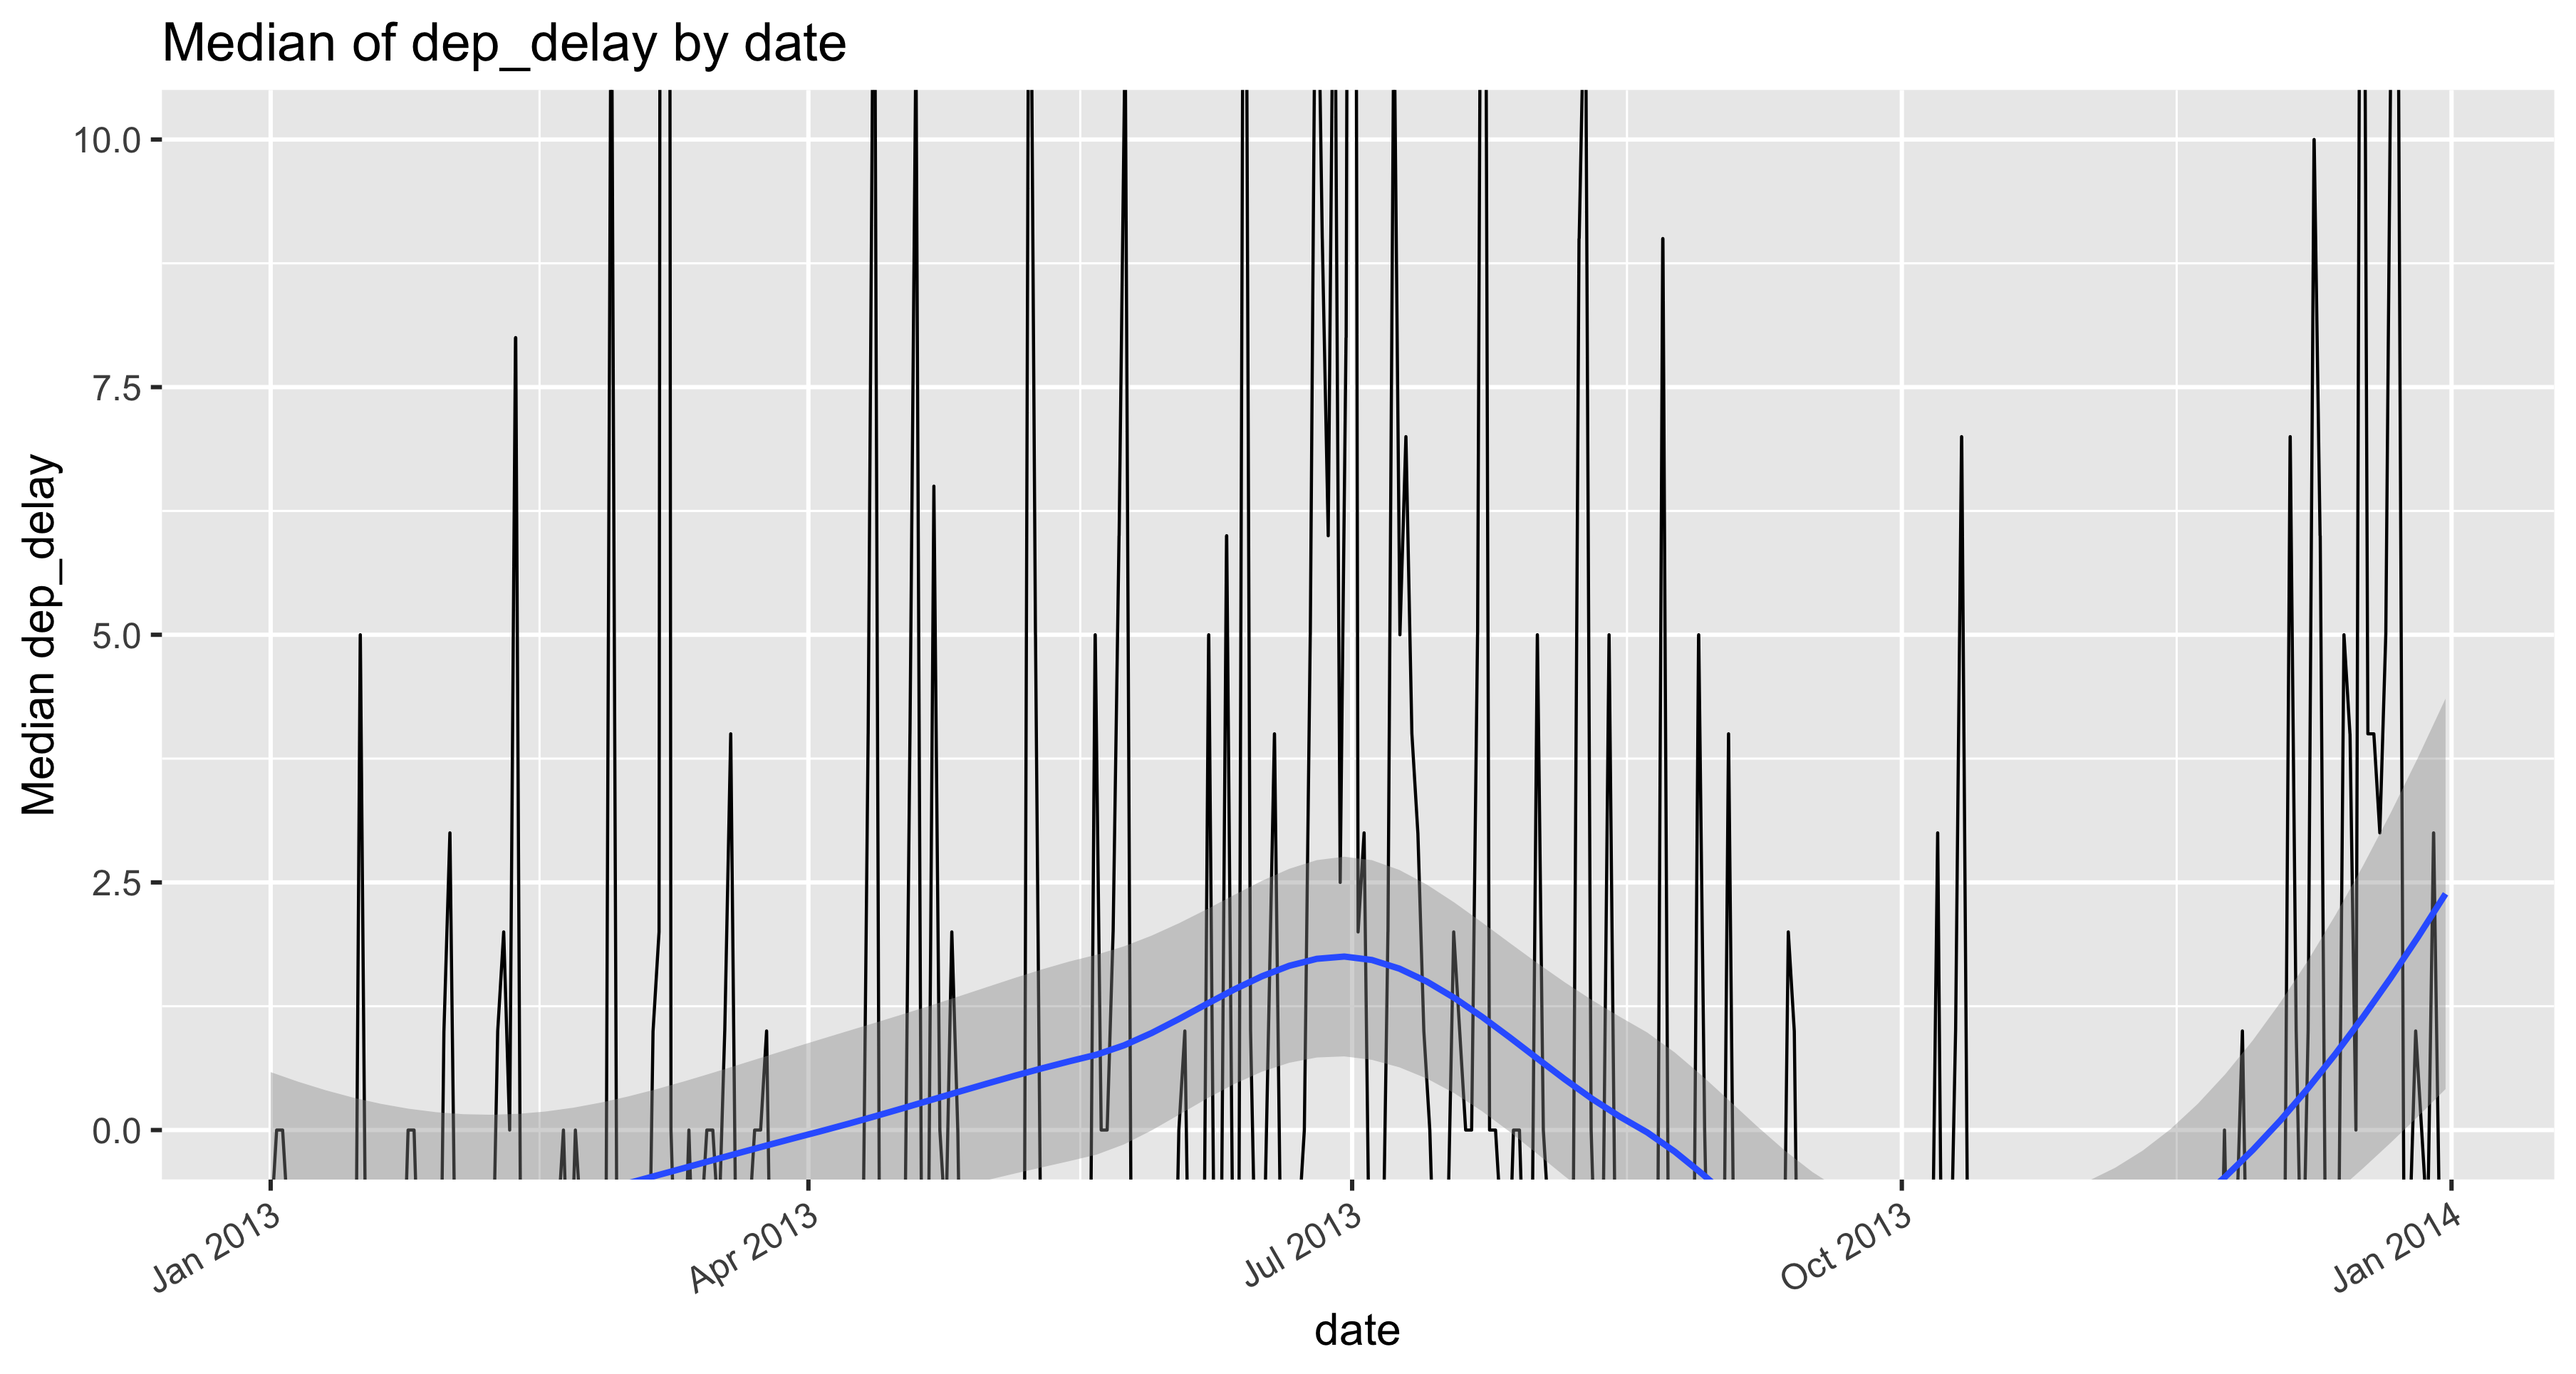 Median of dep_delay by date
Median dep_delay
10.0
7.5
5.0
2.5
0.0
Jan 2013
Apr 2013
Jul 2013
Oct 2013
Jan 2014
date